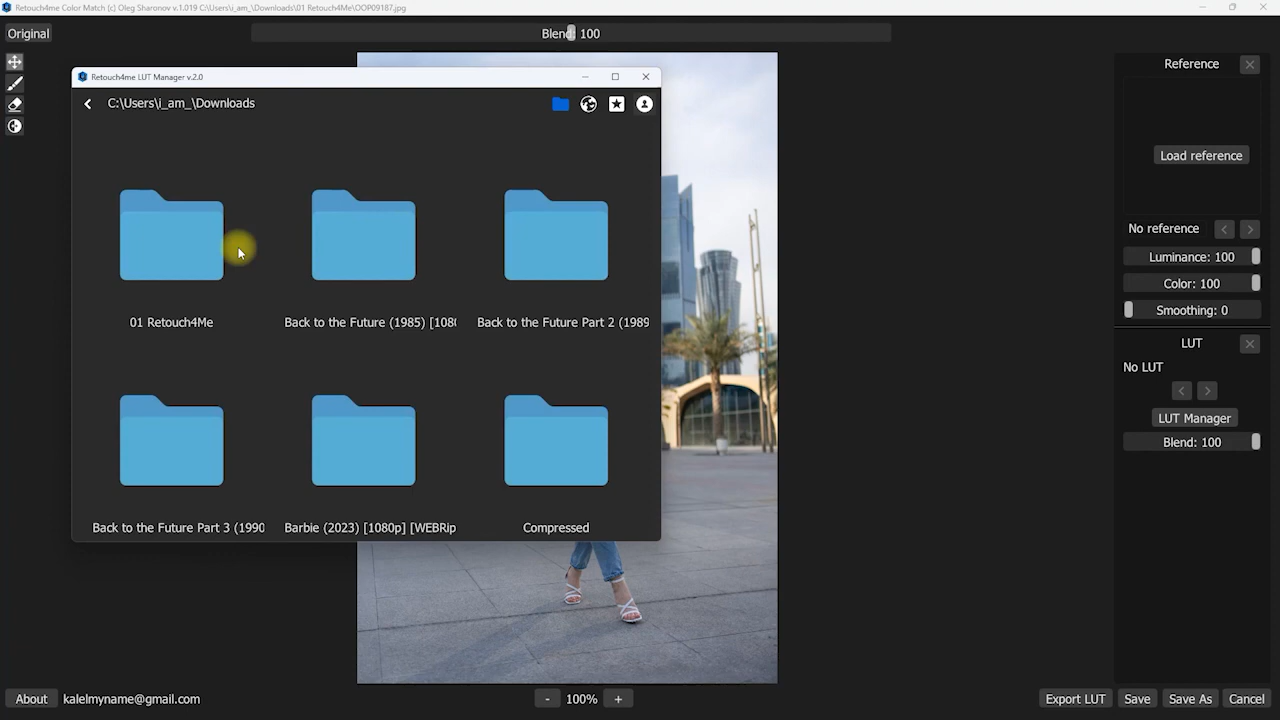 Retouch4me Color Match (c) Oleg Sharonov v.1.019 C:\Users\i_am_\Downloads\01 Retouch4Me\OOP09187.jpg
Original
Blend: 100
Retouch4me LUT Manager v.2.0
C:\Users\i_am_\Downloads
01 Retouch4Me
Back to the Future (1985) [108
Back to the Future Part 2 (1989
Back to the Future Part 3 (1990
Barbie (2023) [1080p] [WEBRip
Compressed
Reference
Load reference
No reference
Luminance: 100
Color: 100
Smoothing: 0
LUT
No LUT
LUT Manager
Blend: 100
About
kalelmyname@gmail.com
- 100% +
Export LUT
Save
Save As
Cancel